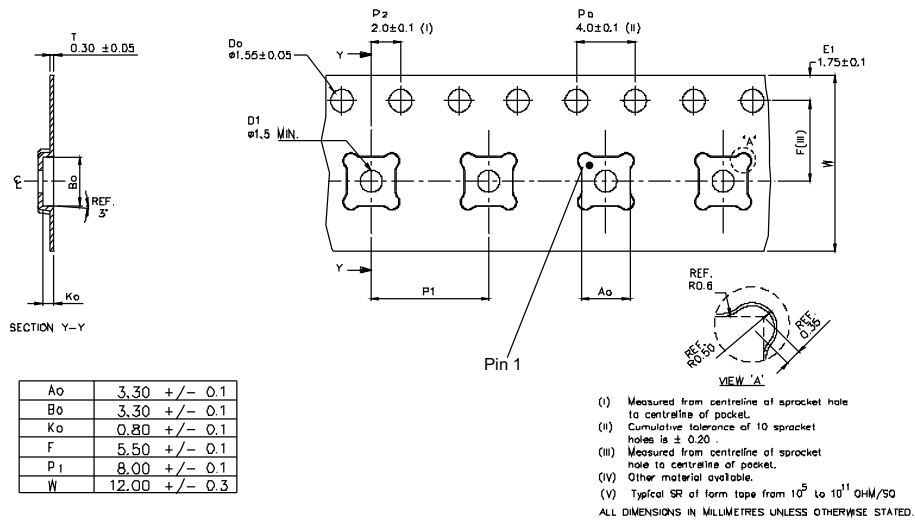 T
0.30 ±0.05
Do
ø1.55±0.05
P2
2.0±0.1 (I)
Po
4.0±0.1 (II)
E1
1.75±0.1
Y
D1
ø1.5 MIN.
'A'
F(III)
W
Bo
REF.
3°
Ko
SECTION Y-Y
Y
P1
Ao
Pin 1
REF.
R0.6
REF.
R0.50
REF.
0.35
VIEW 'A'
Ao 3.30 +/- 0.1
Bo 3.30 +/- 0.1
Ko 0.80 +/- 0.1
F 5.50 +/- 0.1
P1 8.00 +/- 0.1
W 12.00 +/- 0.3
(I) Measured from centreline of sprocket hole
to centreline of pocket.
(II) Cumulative tolerance of 10 sprocket
holes is ± 0.20 .
(III) Measured from centreline of sprocket
hole to centreline of pocket.
(IV) Other material available.
(V) Typical SR of form tape from 10⁵ to 10¹¹ OHM/SQ
ALL DIMENSIONS IN MILLIMETRES UNLESS OTHERWISE STATED.